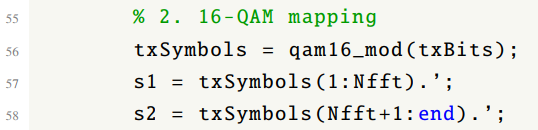 55 % 2. 16-QAM mapping
56 txSymbols = qam16_mod(txBits);
57 s1 = txSymbols(1:Nfft).’;
58 s2 = txSymbols(Nfft+1:end).’;